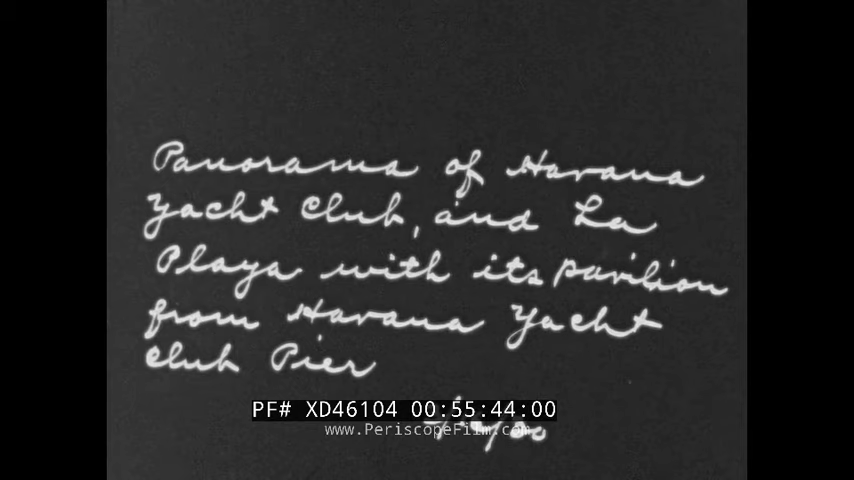 Panorama of Havana
Yacht Club, and La
Playa with its pavilion
from Havana Yacht
Club Pier
PF# XD46104 00:55:44:00
www.PeriscopeFilm.com